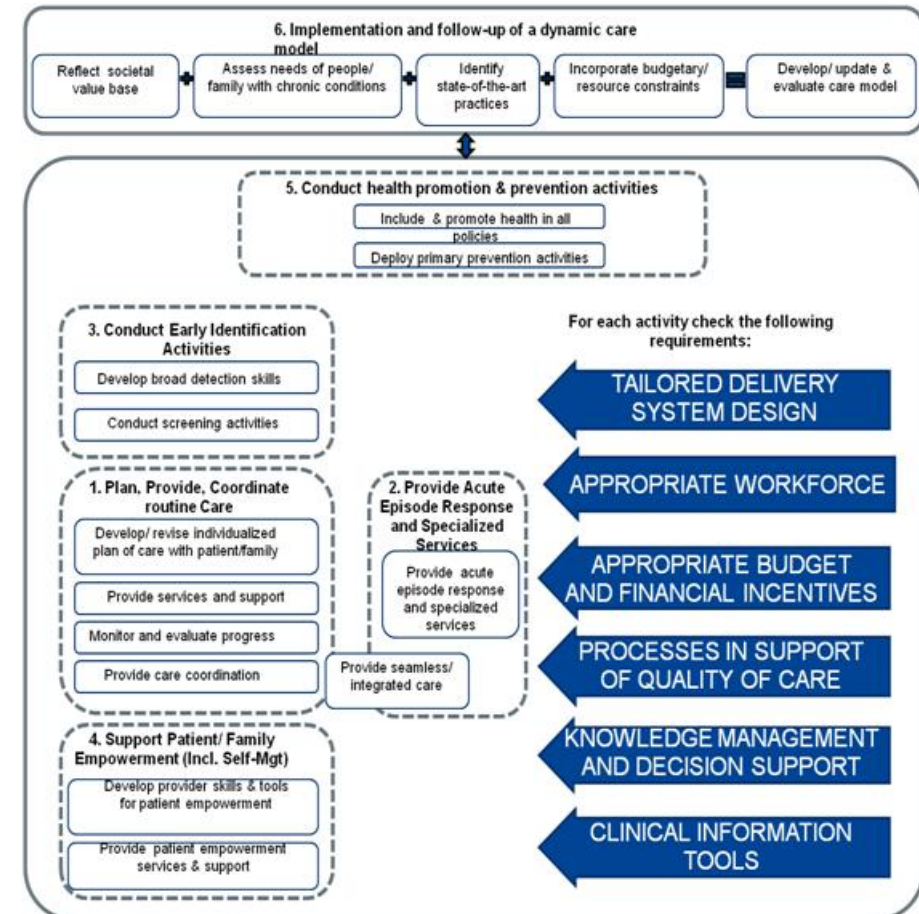 6. Implementation and follow-up of a dynamic care
model
Reflect societal
value base
Assess needs of people/
family with chronic conditions
Identify
state-of-the-art
practices
Incorporate budgetary/
resource constraints
Develop/ update &
evaluate care model
5. Conduct health promotion & prevention activities
Include & promote health in all
policies
Deploy primary prevention activities
3. Conduct Early Identification
Activities
Develop broad detection skills
Conduct screening activities
1. Plan, Provide, Coordinate
routine Care
Develop/ revise individualized
plan of care with patient/family
Provide services and support
Monitor and evaluate progress
Provide care coordination
2. Provide Acute
Episode Response
and Specialized
Services
Provide acute
episode response
and specialized
services
Provide seamless/
integrated care
4. Support Patient/ Family
Empowerment (Incl. Self-Mgt)
Develop provider skills & tools
for patient empowerment
Provide patient empowerment
services & support
For each activity check the following
requirements:
TAILORED DELIVERY
SYSTEM DESIGN
APPROPRIATE WORKFORCE
APPROPRIATE BUDGET
AND FINANCIAL INCENTIVES
PROCESSES IN SUPPORT
OF QUALITY OF CARE
KNOWLEDGE MANAGEMENT
AND DECISION SUPPORT
CLINICAL INFORMATION
TOOLS